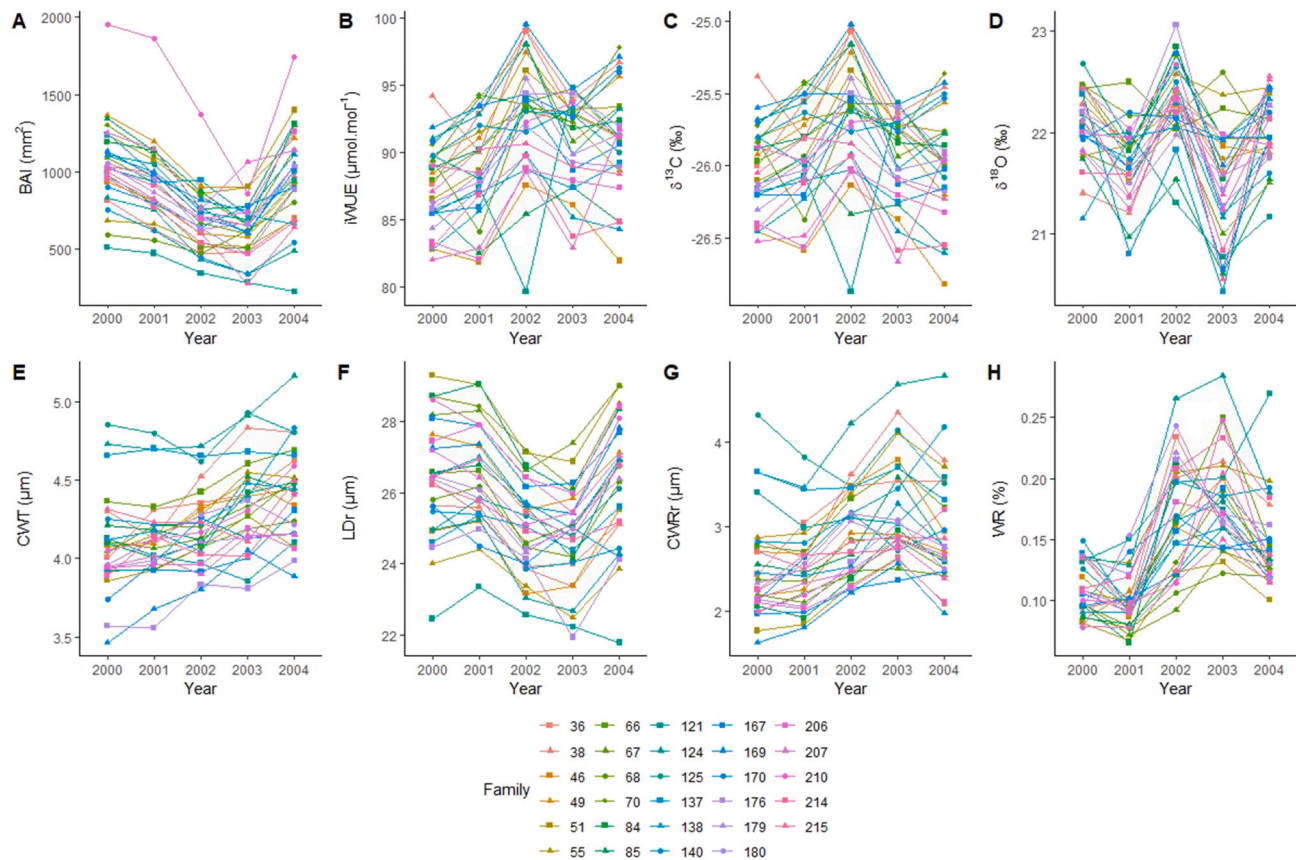 A
B
C
D
BAI (mm²)
2000
1500
1000
500
2000 2001 2002 2003 2004
Year
iWUE (µmol.mol⁻¹)
100
95
90
85
80
2000 2001 2002 2003 2004
Year
δ¹³C (‰)
-25.0
-25.5
-26.0
-26.5
2000 2001 2002 2003 2004
Year
δ¹⁸O (‰)
23
22
21
2000 2001 2002 2003 2004
Year
E
F
G
H
CWT (µm)
5.0
4.5
4.0
3.5
2000 2001 2002 2003 2004
Year
LDr (µm)
28
26
24
22
2000 2001 2002 2003 2004
Year
CWRr (µm)
4
3
2
2000 2001 2002 2003 2004
Year
WR (%)
0.25
0.20
0.15
0.10
2000 2001 2002 2003 2004
Year
Family
36 66 121 167 206
38 67 124 169 207
46 68 125 170 210
49 70 137 176 214
51 84 138 179 215
55 85 140 180